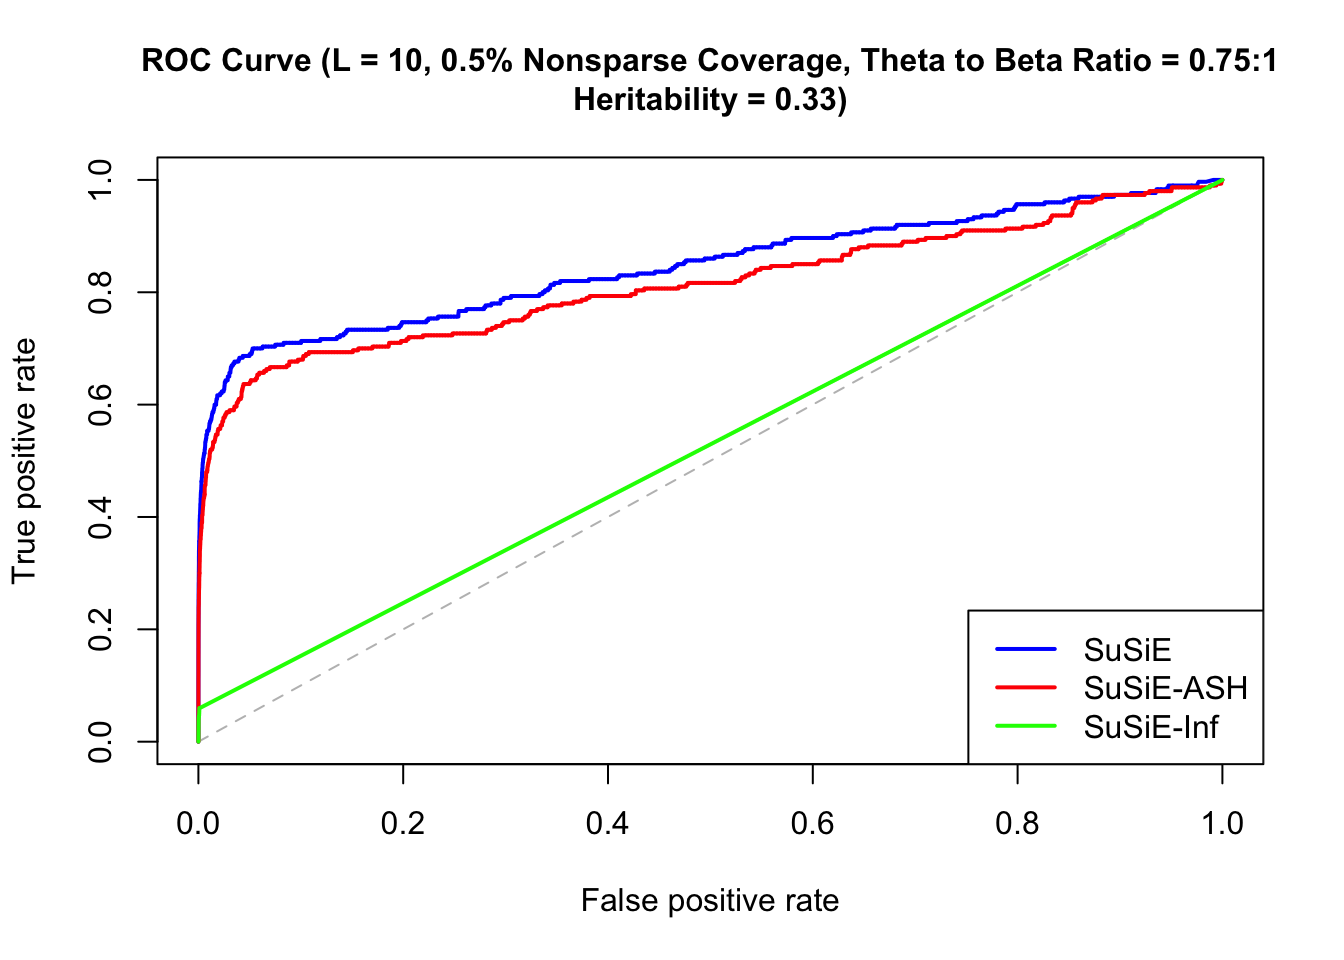 ROC Curve (L = 10, 0.5% Nonsparse Coverage, Theta to Beta Ratio = 0.75:1
Heritability = 0.33)
True positive rate
1.0
0.8
0.6
0.4
0.2
0.0
SuSiE
SuSiE-ASH
SuSiE-Inf
0.0 0.2 0.4 0.6 0.8 1.0
False positive rate